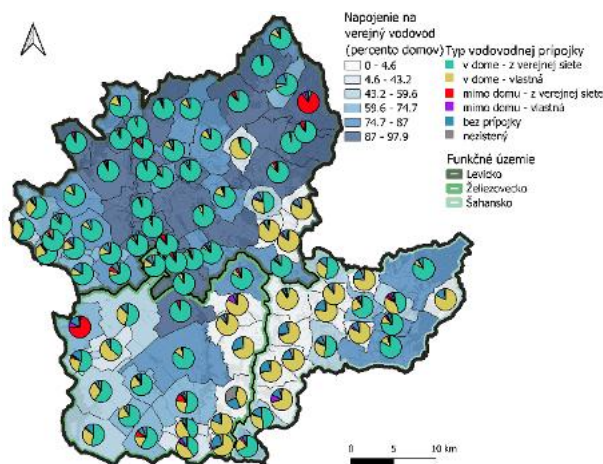 Napojenie na
verejný vodovod
(percento domov)
0 - 4.6
4.6 - 43.2
43.2 - 59.6
59.6 - 74.7
74.7 - 87
87 - 97.9
Typ vodovodnej prípojky
v dome - z verejnej siete
v dome - vlastná
mimo domu - z verejnej siete
mimo domu - vlastná
bez prípojky
nezistený
Funkčné územie
Levicko
Želiezovecko
Šahansko
0 5 10 km